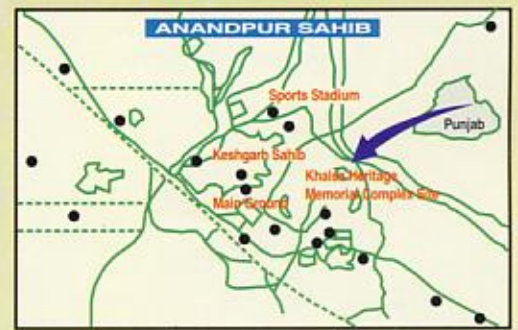 ANANDPUR SAHIB
Sports Stadium
Punjab
Keshgarh Sahib
Khalsa Heritage
Memorial Complex Site
Main Ground